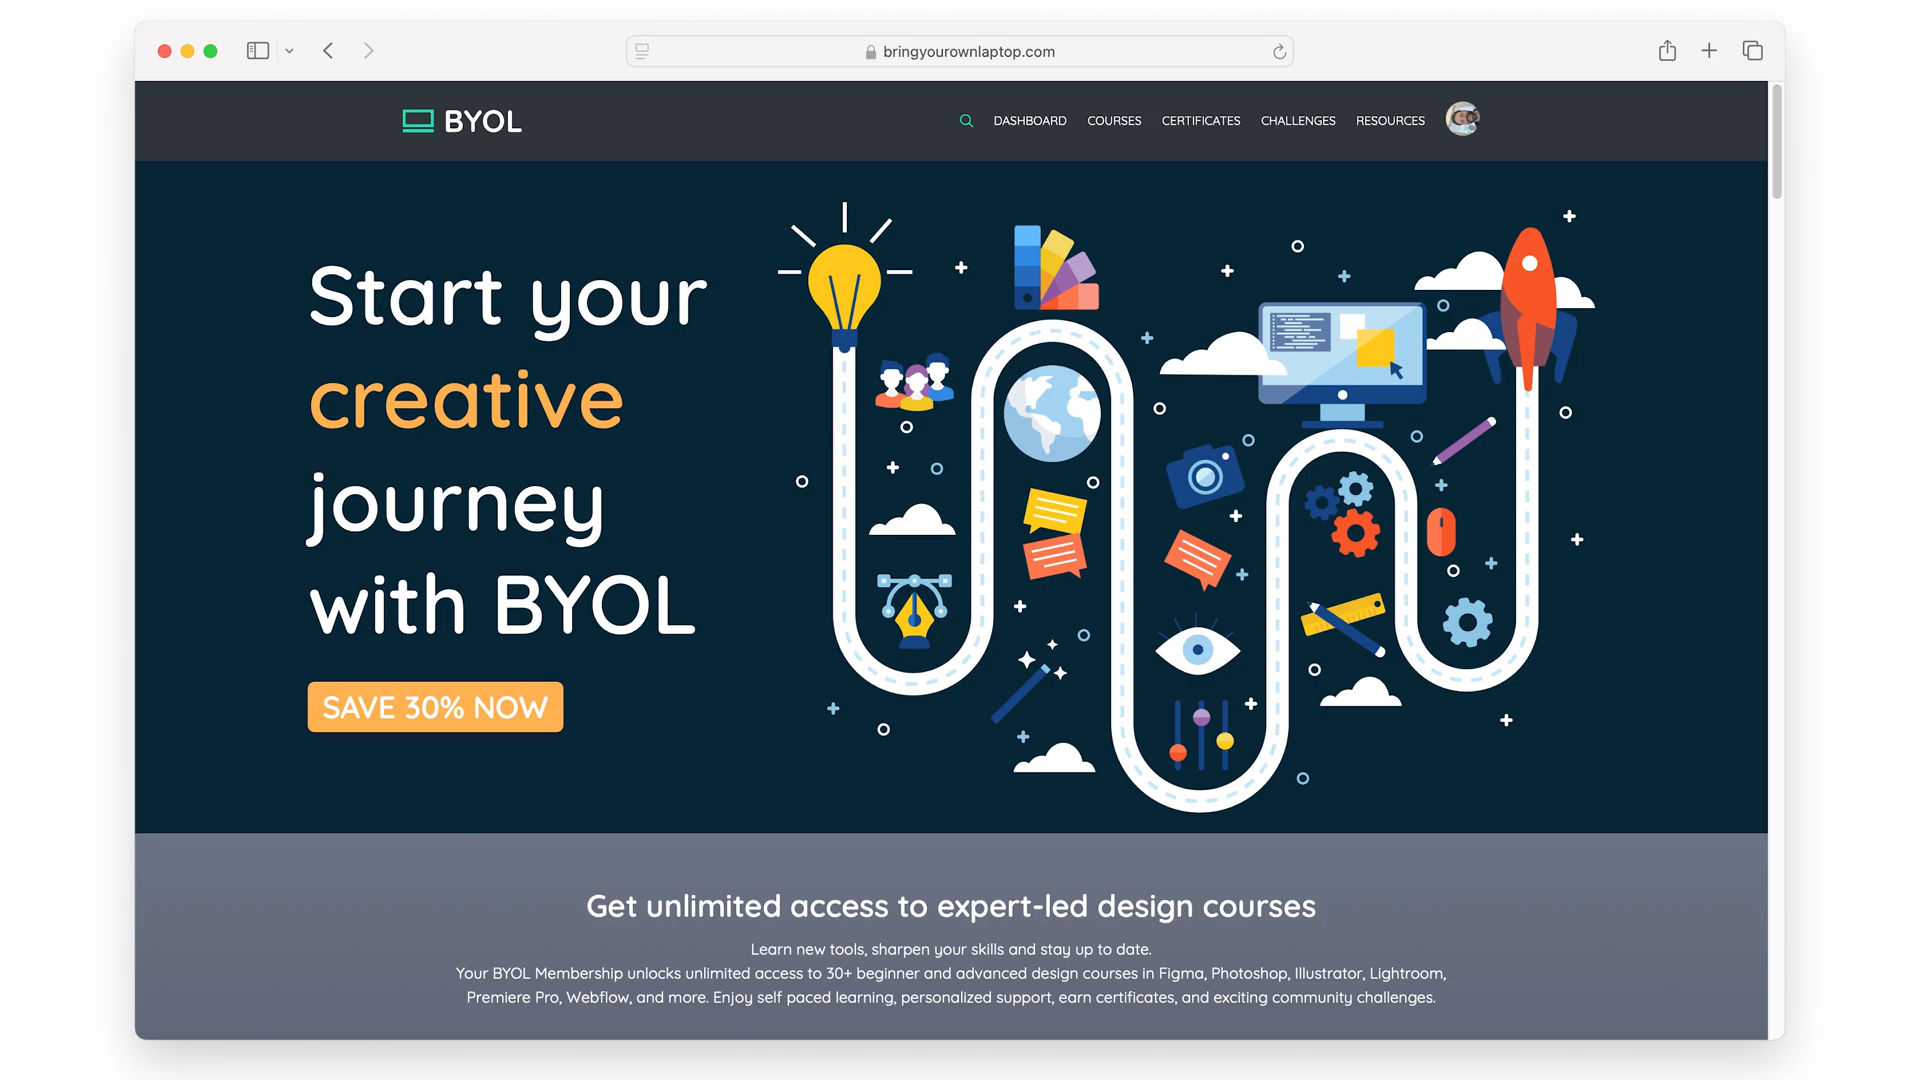 bringyourownlaptop.com
BYOL
DASHBOARD COURSES CERTIFICATES CHALLENGES RESOURCES
Start your
creative
journey
with BYOL
SAVE 30% NOW
Get unlimited access to expert-led design courses
Learn new tools, sharpen your skills and stay up to date.
Your BYOL Membership unlocks unlimited access to 30+ beginner and advanced design courses in Figma, Photoshop, Illustrator, Lightroom,
Premiere Pro, Webflow, and more. Enjoy self paced learning, personalized support, earn certificates, and exciting community challenges.